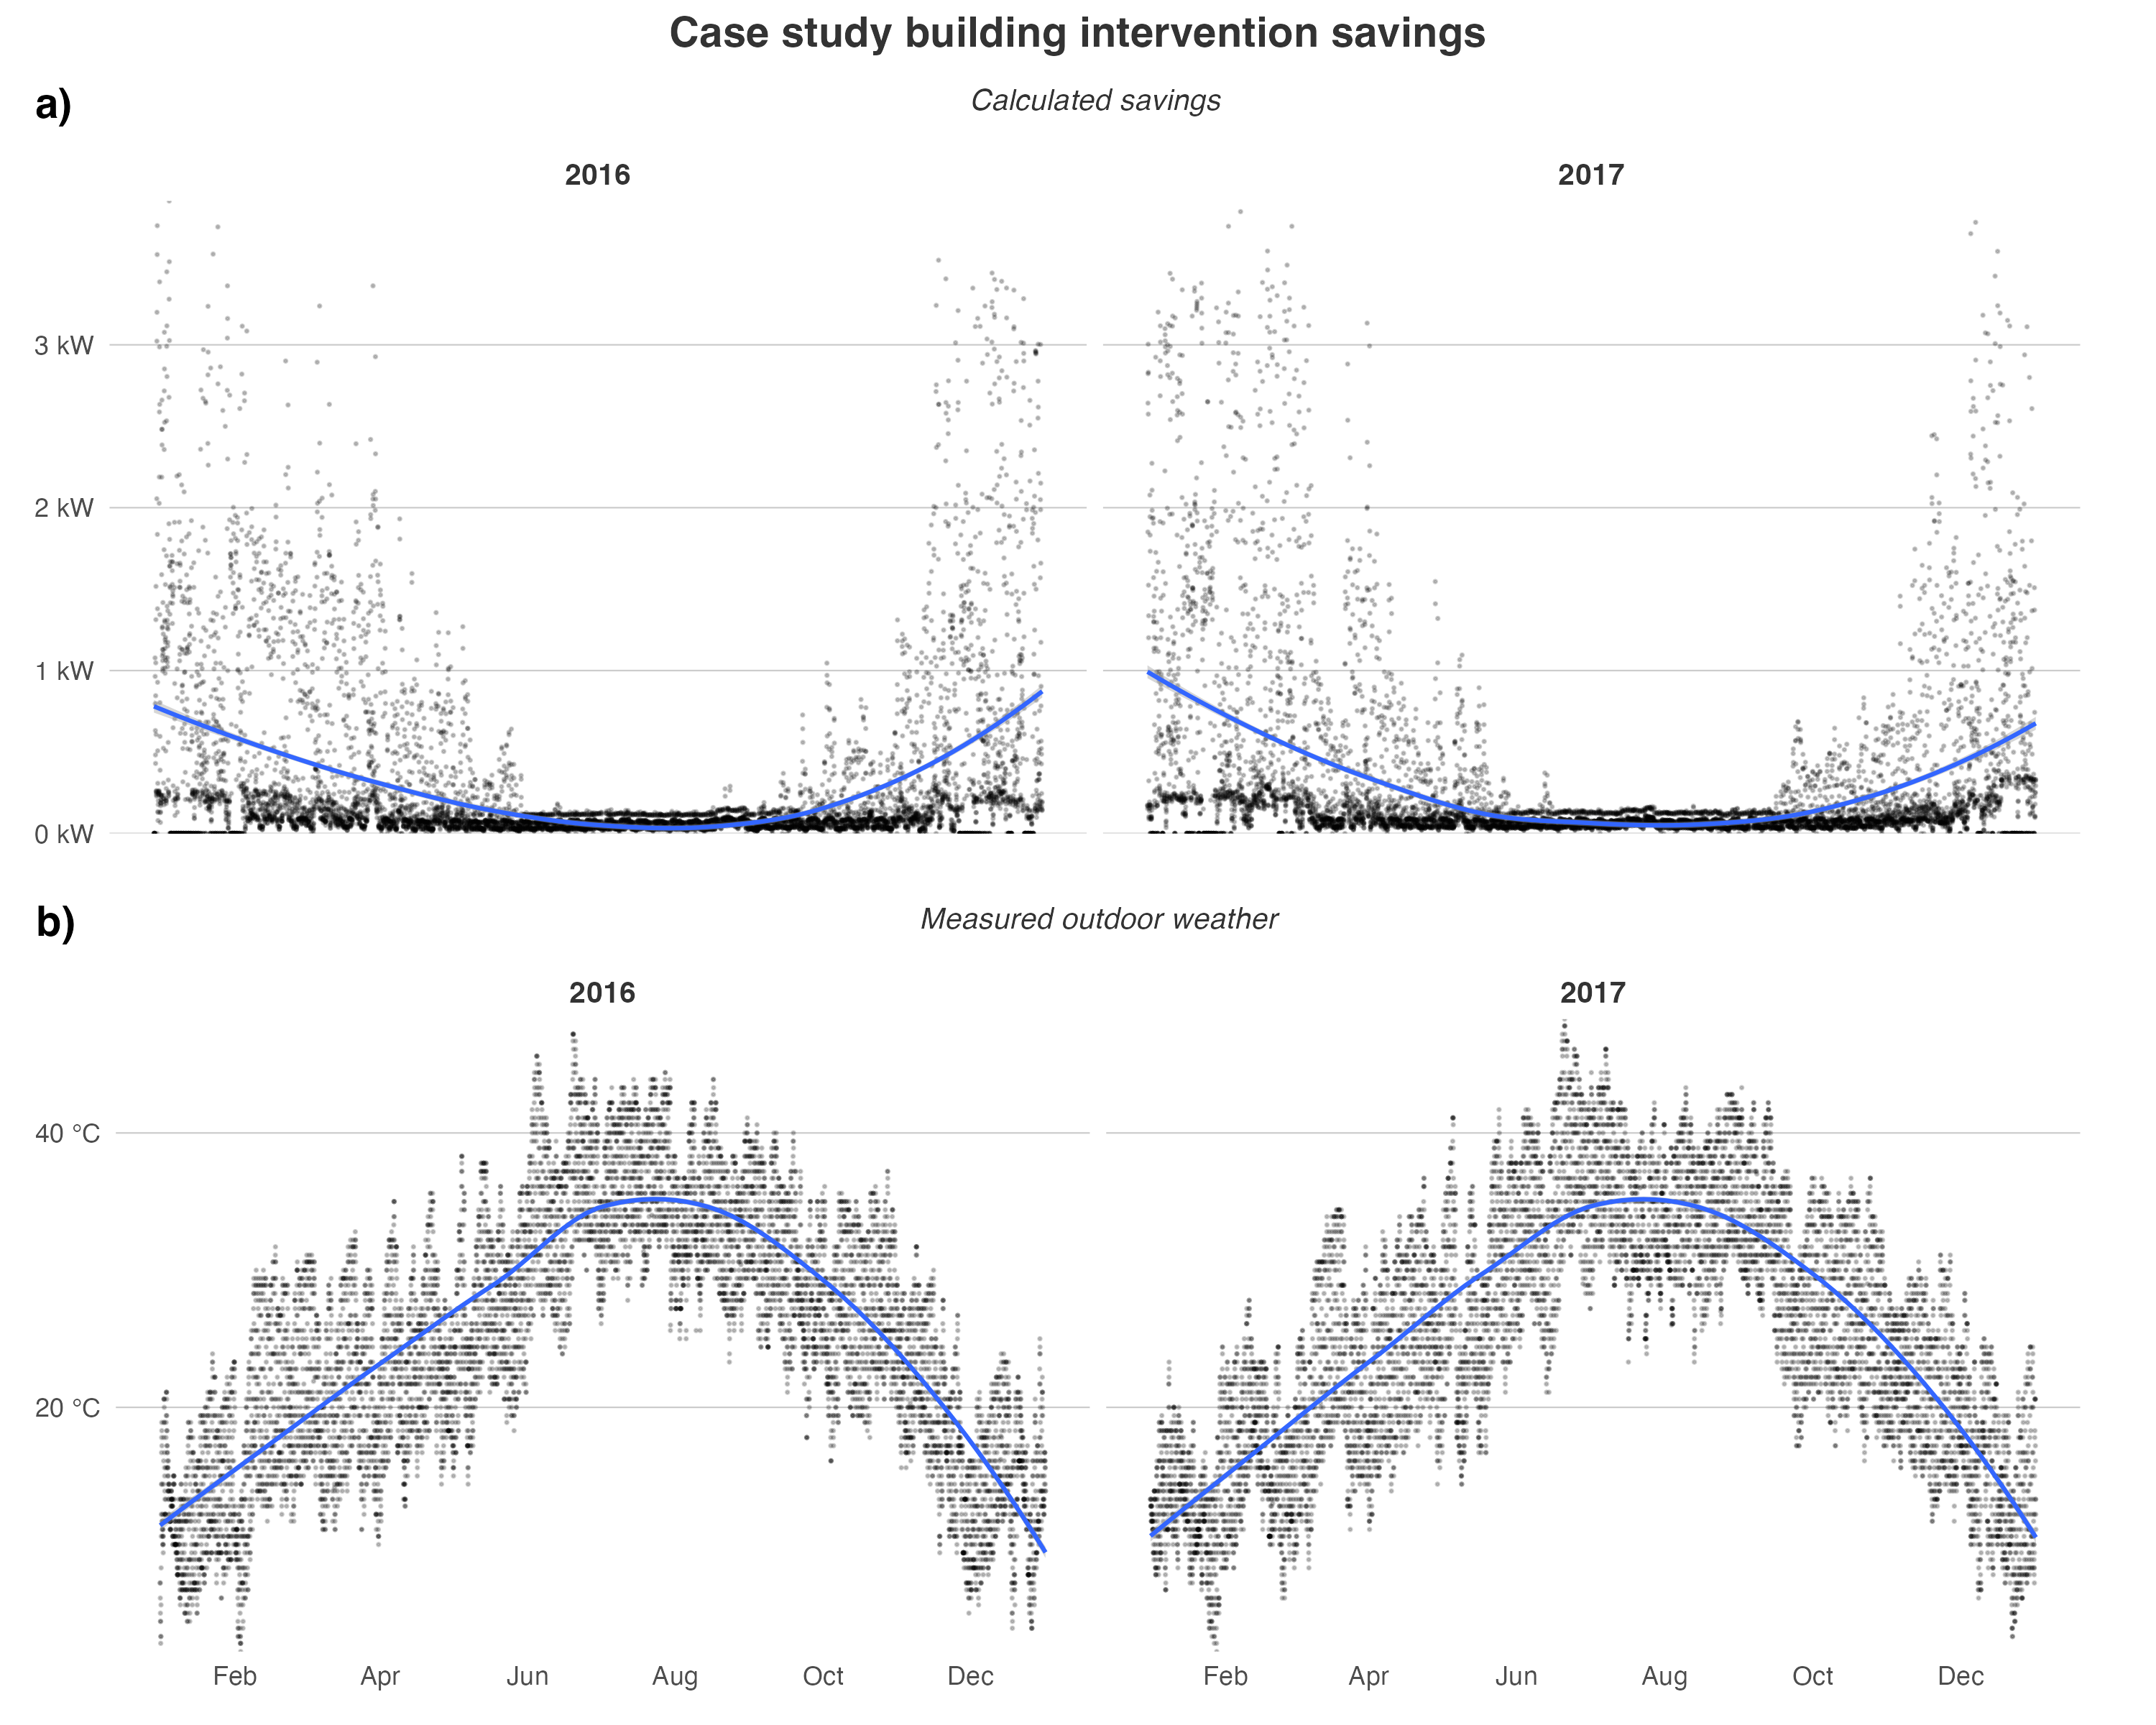 Case study building intervention savings
a)
Calculated savings
2016 2017
3 kW
2 kW
1 kW
0 kW
b)
Measured outdoor weather
2016 2017
40 °C
20 °C
Feb Apr Jun Aug Oct Dec Feb Apr Jun Aug Oct Dec